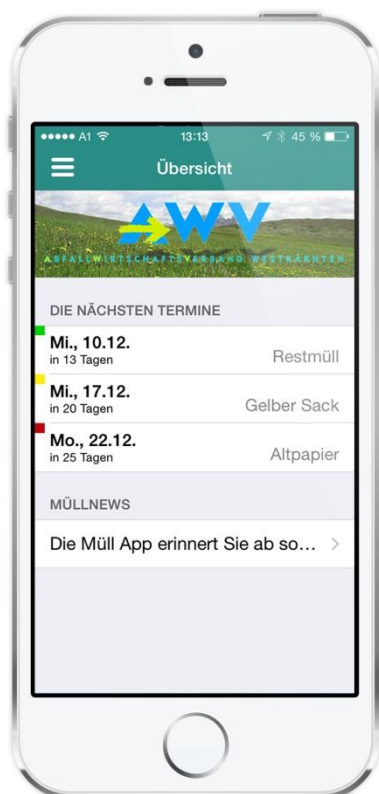 A1 13:13 45 %
Übersicht
AWV
ABFALLWIRTSCHAFTSVERBAND WESTKÄRNTEN
DIE NÄCHSTEN TERMINE
Mi., 10.12.
in 13 Tagen
Restmüll
Mi., 17.12.
in 20 Tagen
Gelber Sack
Mo., 22.12.
in 25 Tagen
Altpapier
MÜLLNEWS
Die Müll App erinnert Sie ab so...